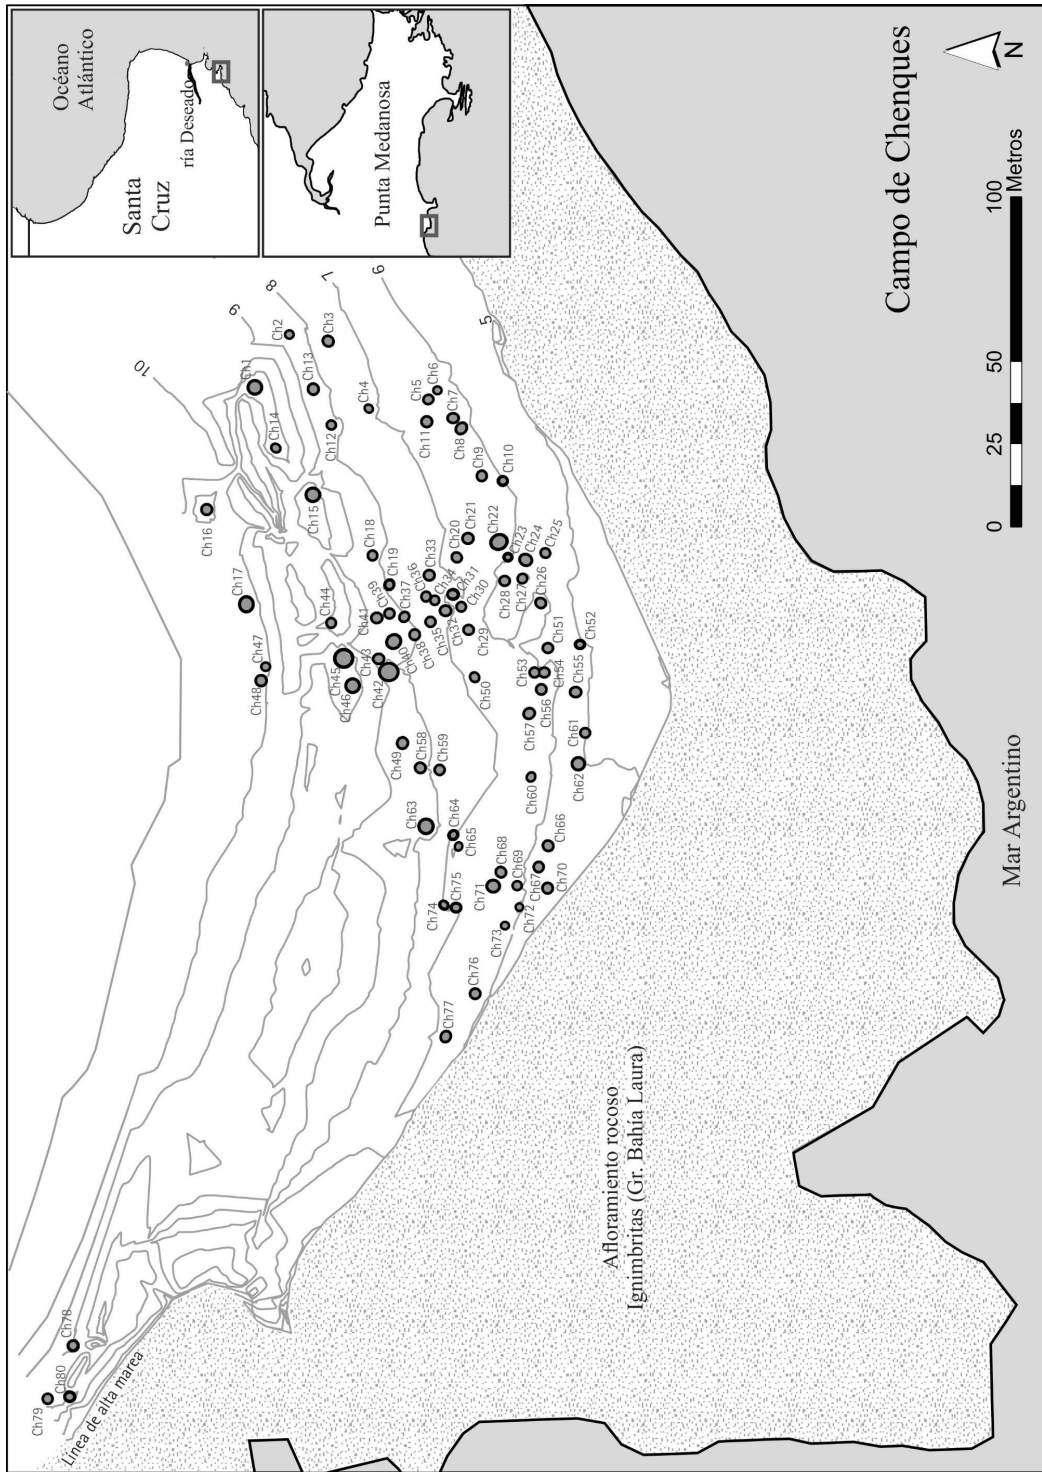 Océano
Atlántico
Santa
Cruz
ría Deseado
Punta Medanosa
Ch79
Ch80
Ch78
Línea de alta marea
10
9
8
7
6
5
Ch16
Ch1
Ch2
Ch14
Ch17
Ch15
Ch13
Ch3
Ch47
Ch48
Ch44
Ch12
Ch4
Ch45
Ch46
Ch43
Ch41
Ch39
Ch18
Ch19
Ch42
Ch40
Ch37
Ch38
Ch36
Ch33
Ch34
Ch35
Ch32
Ch31
Ch30
Ch29
Ch20
Ch21
Ch11
Ch5
Ch6
Ch7
Ch8
Ch9
Ch10
Ch49
Ch58
Ch59
Ch50
Ch22
Ch23
Ch24
Ch25
Ch28
Ch27
Ch26
Ch63
Ch64
Ch65
Ch53
Ch51
Ch52
Ch54
Ch56
Ch55
Ch57
Ch61
Ch60
Ch62
Ch74
Ch75
Ch71
Ch68
Ch69
Ch67
Ch66
Ch70
Ch72
Ch73
Ch77
Ch76
Afloramiento rocoso
Ignimbritas (Gr. Bahía Laura)
Mar Argentino
Campo de Chenques
0 25 50 100
Metros
N